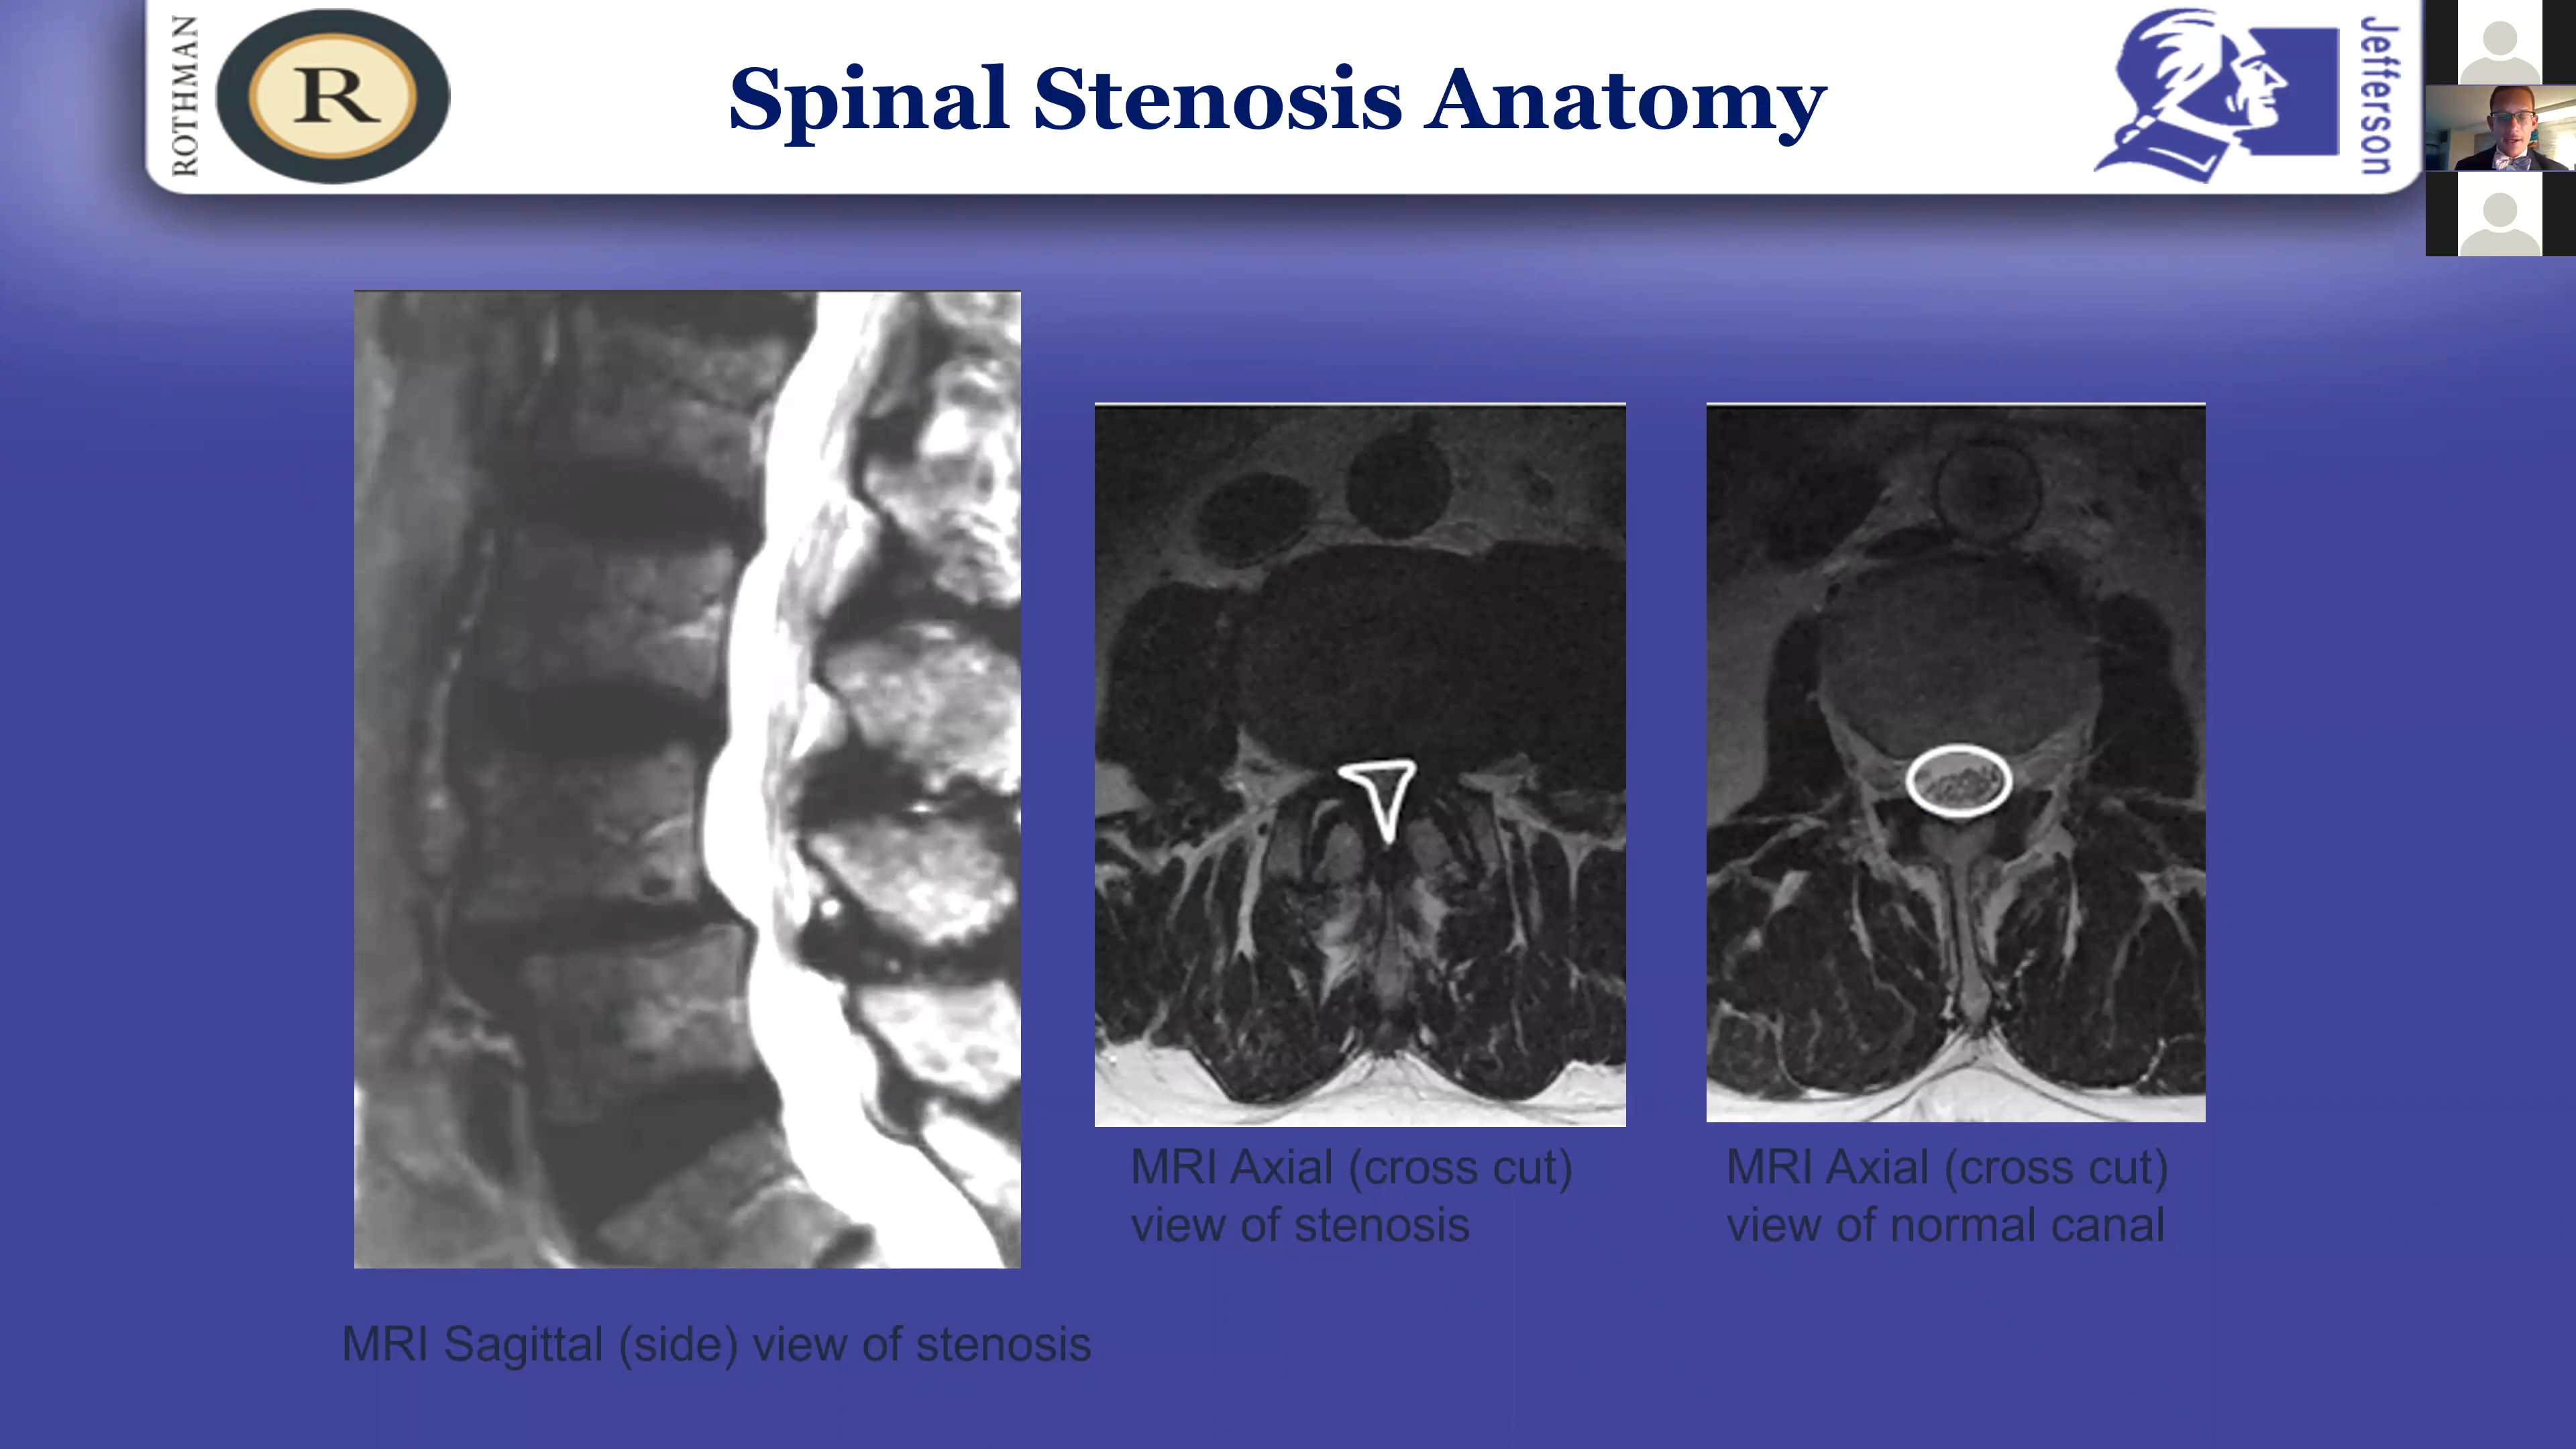 ROTHMAN
R
Spinal Stenosis Anatomy
Jefferson
MRI Axial (cross cut)
view of stenosis
MRI Axial (cross cut)
view of normal canal
MRI Sagittal (side) view of stenosis